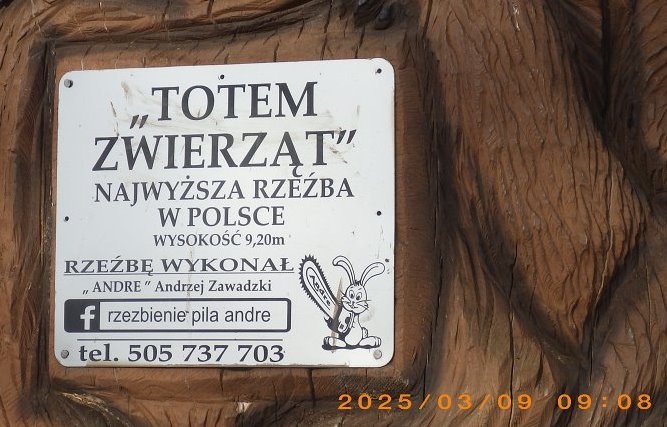 „TOTEM
ZWIERZĄT”
NAJWYŻSZA RZEŹBA
W POLSCE
WYSOKOŚĆ 9,20m
RZEŹBĘ WYKONAŁ
„ANDRE” Andrzej Zawadzki
f rzezbienie pila andre
Andre
tel. 505 737 703
2025/03/09 09:08